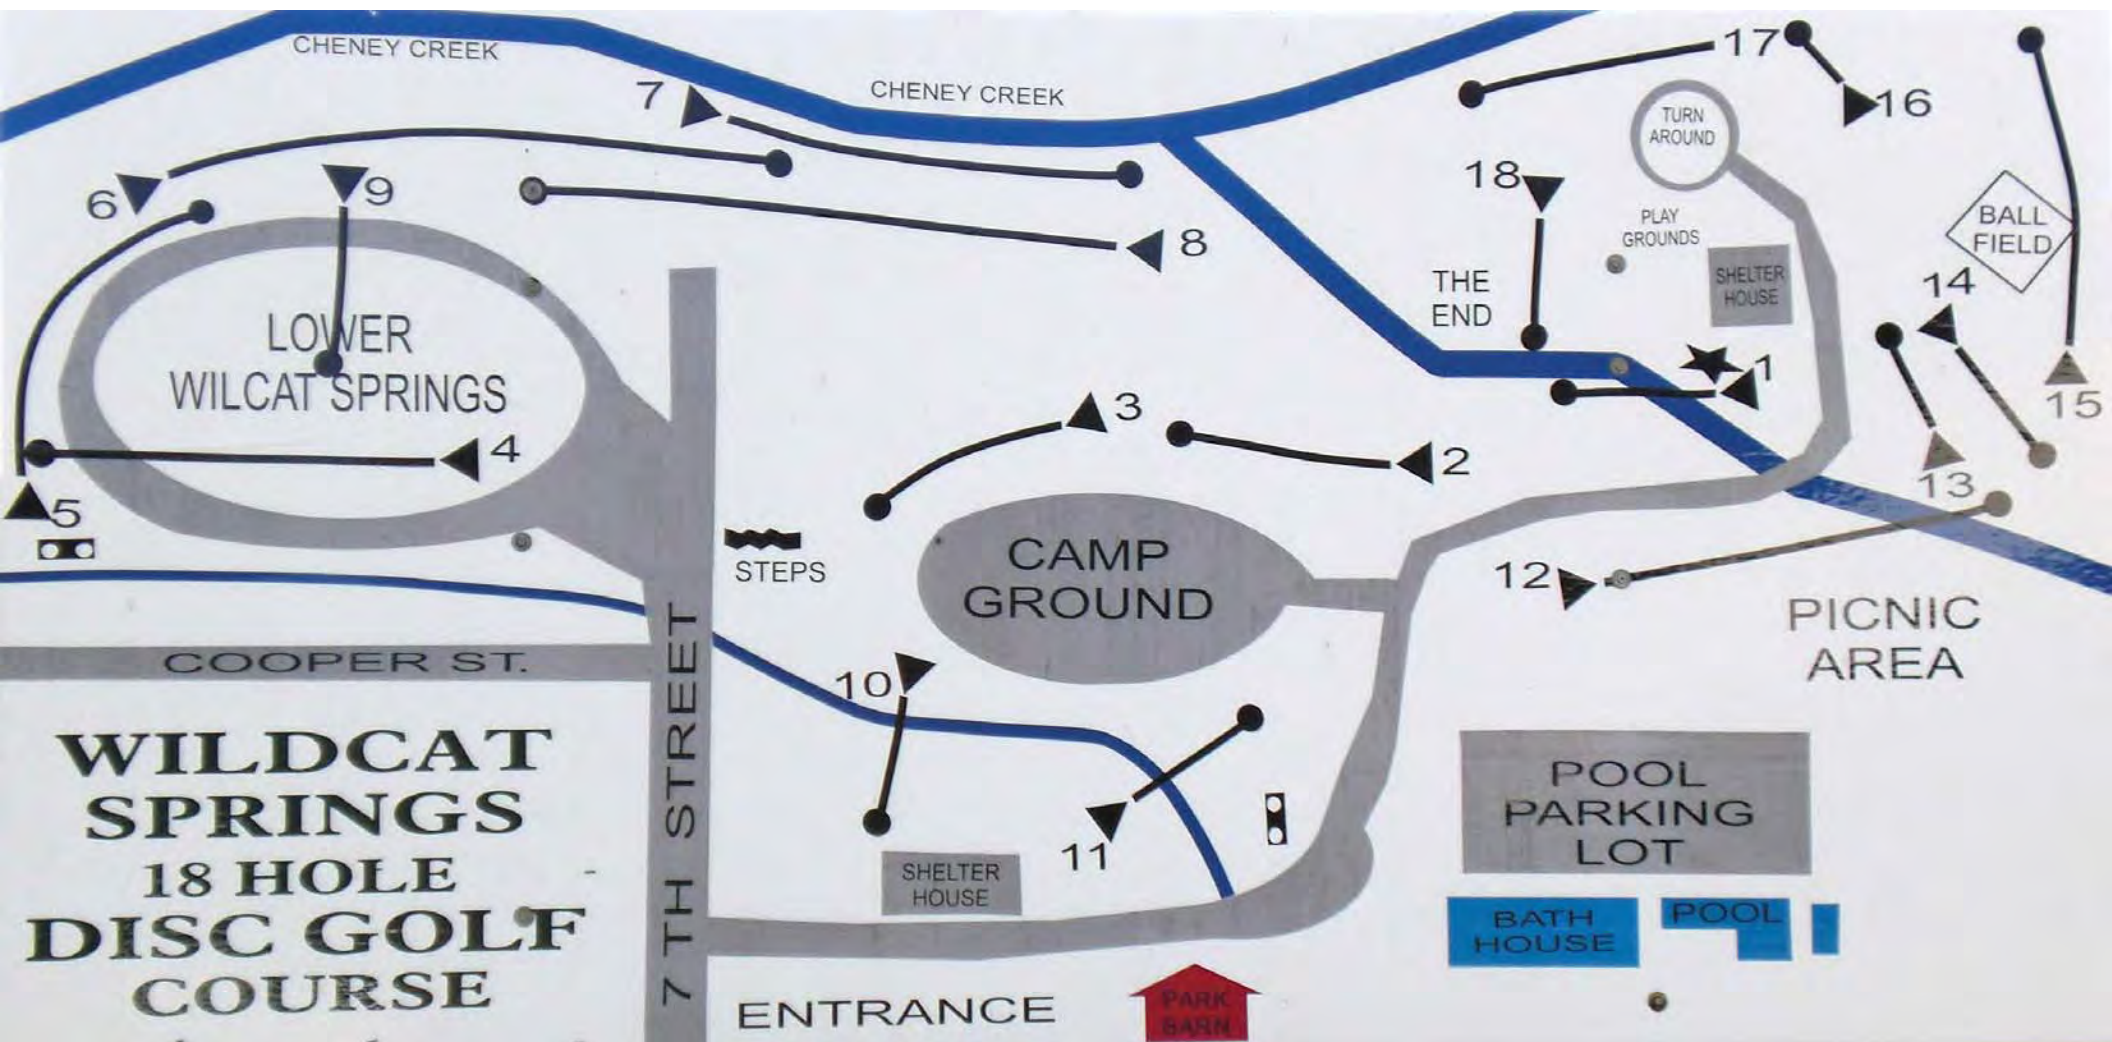 CHENEY CREEK
CHENEY CREEK
17
16
7
TURN
AROUND
6
9
18
8
PLAY
GROUNDS
BALL
FIELD
SHELTER
HOUSE
THE
END
14
LOWER
WILCAT SPRINGS
1
15
3
4
2
13
5
STEPS
CAMP
GROUND
12
PICNIC
AREA
COOPER ST.
7TH STREET
10
11
WILDCAT
SPRINGS
18 HOLE
DISC GOLF
COURSE
SHELTER
HOUSE
POOL
PARKING
LOT
BATH
HOUSE
POOL
ENTRANCE
PARK
BARN